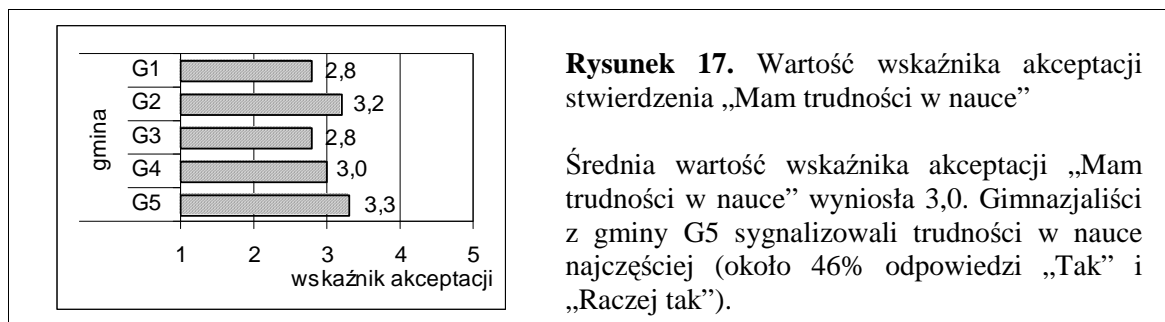 G1 2,8
G2 3,2
G3 2,8
G4 3,0
G5 3,3
gmina
1 2 3 4 5
wskaźnik akceptacji
Rysunek 17. Wartość wskaźnika akceptacji
stwierdzenia „Mam trudności w nauce”
Średnia wartość wskaźnika akceptacji „Mam
trudności w nauce” wyniosła 3,0. Gimnazjaliści
z gminy G5 sygnalizowali trudności w nauce
najczęściej (około 46% odpowiedzi „Tak” i
„Raczej tak”).